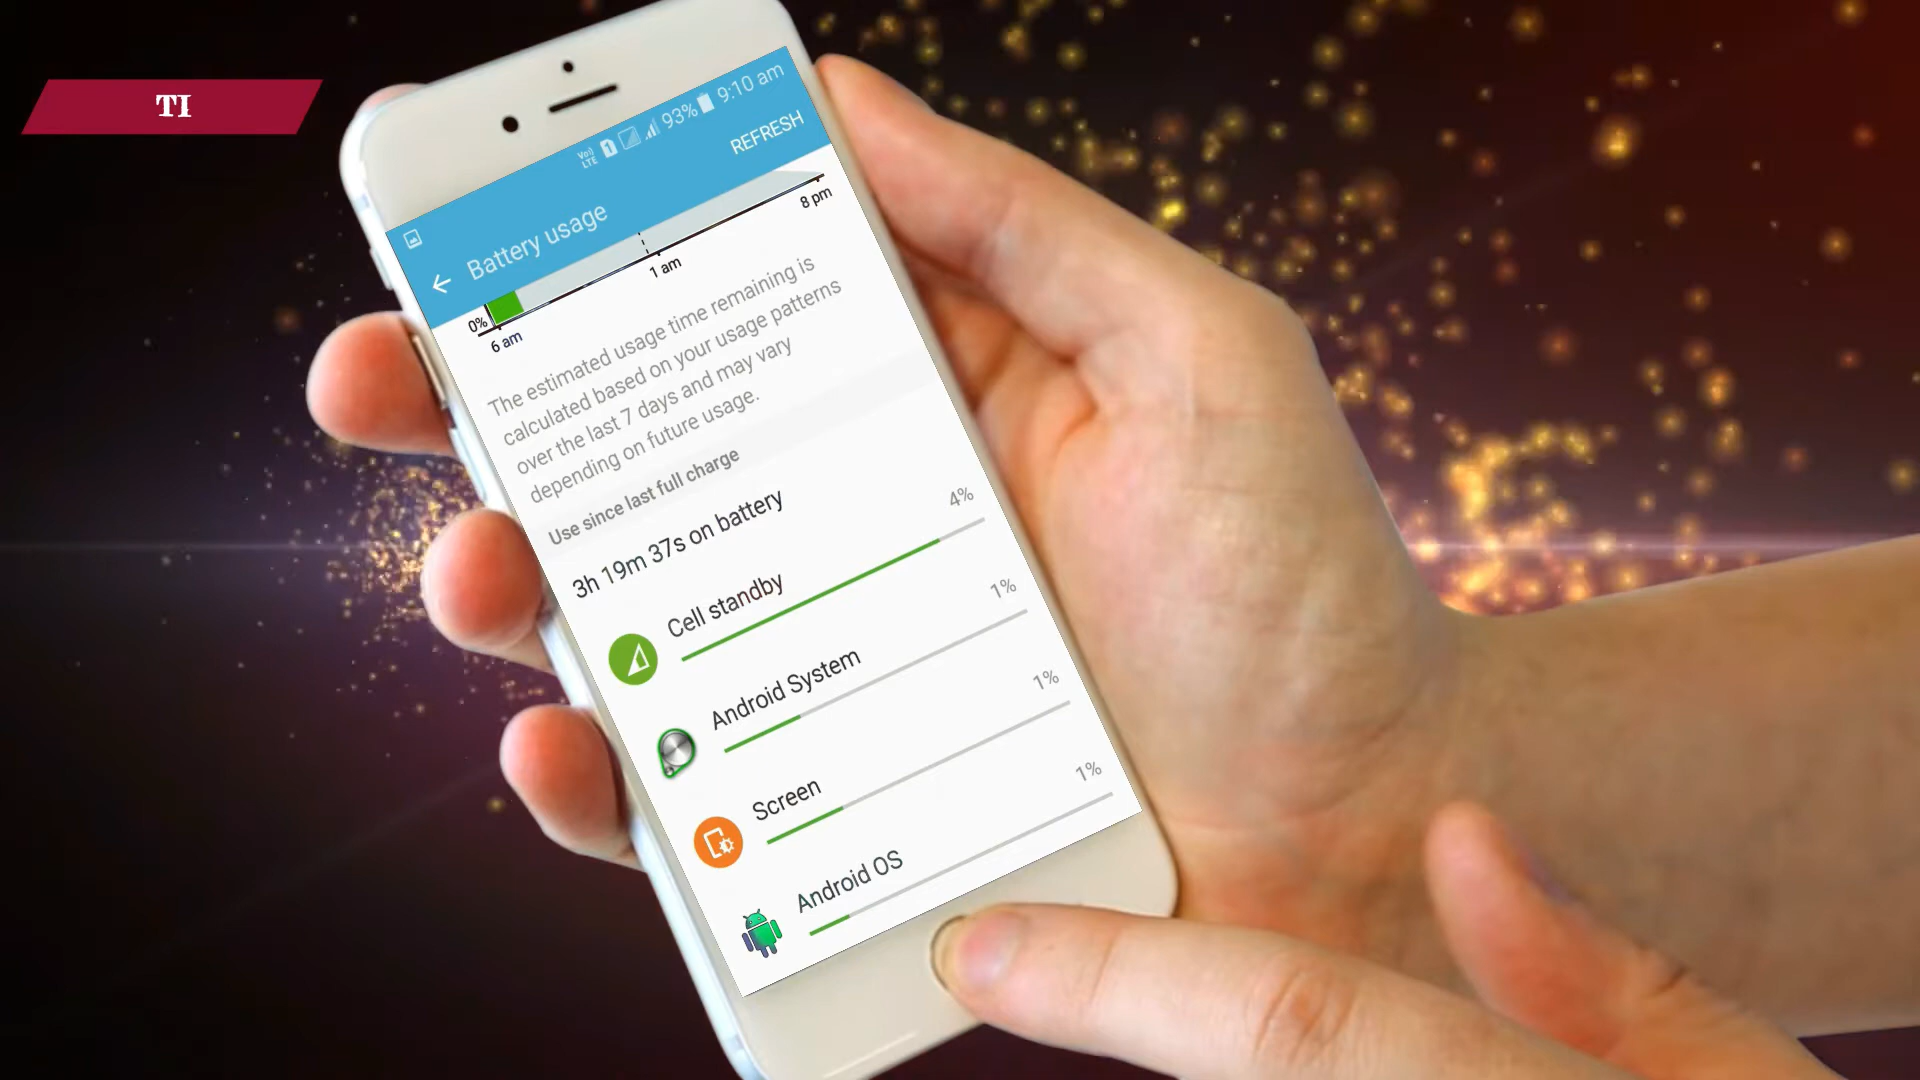 TI
Vo))
LTE
1
93%
9:10 am
Battery usage
REFRESH
0%
6 am
1 am
8 pm
The estimated usage time remaining is
calculated based on your usage patterns
over the last 7 days and may vary
depending on future usage.
Use since last full charge
3h 19m 37s on battery
Cell standby
4%
Android System
1%
Screen
1%
Android OS
1%